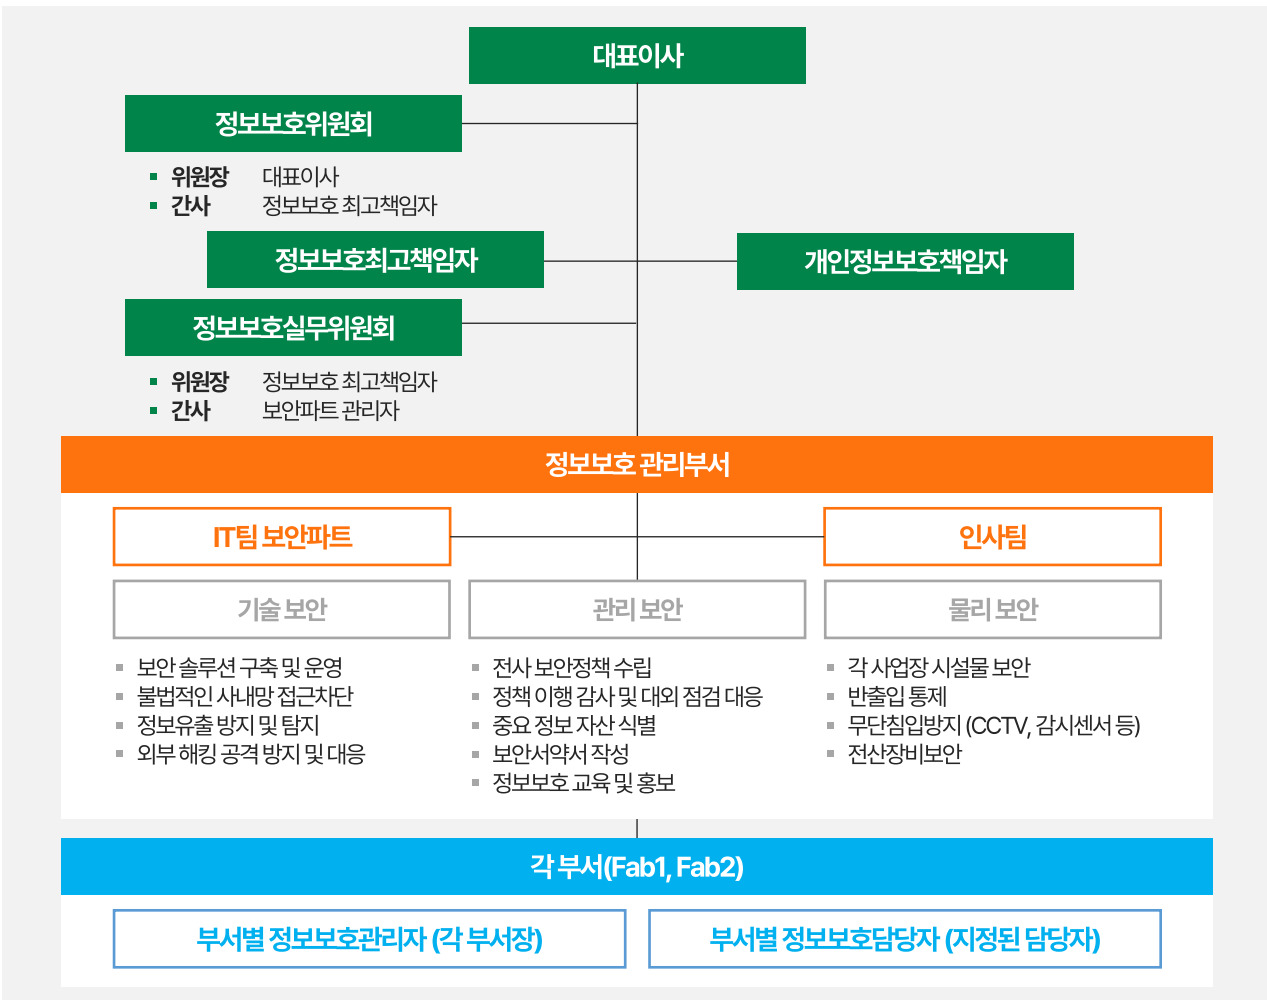 대표이사
정보보호위원회
위원장 대표이사
간사 정보보호 최고책임자
정보보호최고책임자
개인정보보호책임자
정보보호실무위원회
위원장 정보보호 최고책임자
간사 보안파트 관리자
정보보호 관리부서
IT팀 보안파트
인사팀
기술 보안
관리 보안
물리 보안
보안 솔루션 구축 및 운영
불법적인 사내망 접근차단
정보유출 방지 및 탐지
외부 해킹 공격 방지 및 대응
전사 보안정책 수립
정책 이행 감사 및 대외 점검 대응
중요 정보 자산 식별
보안서약서 작성
정보보호 교육 및 홍보
각 사업장 시설물 보안
반출입 통제
무단침입방지 (CCTV, 감시센서 등)
전산장비보안
각 부서(Fab1, Fab2)
부서별 정보보호관리자 (각 부서장)
부서별 정보보호담당자 (지정된 담당자)